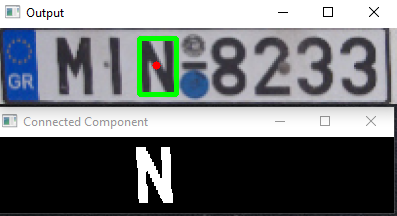 Output
GR MIN-8233
Connected Component
N